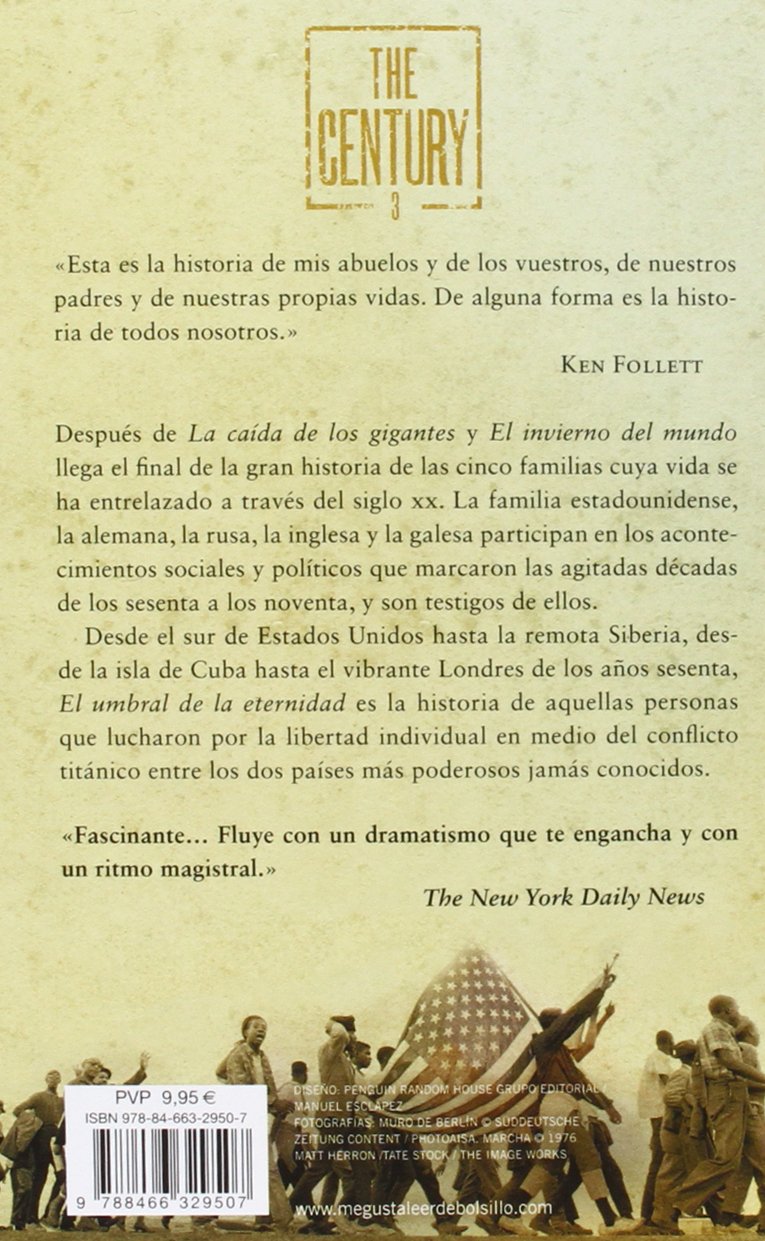 THE
CENTURY
3
«Esta es la historia de mis abuelos y de los vuestros, de nuestros
padres y de nuestras propias vidas. De alguna forma es la histo-
ria de todos nosotros.»
KEN FOLLETT
Después de La caída de los gigantes y El invierno del mundo
llega el final de la gran historia de las cinco familias cuya vida se
ha entrelazado a través del siglo XX. La familia estadounidense,
la alemana, la rusa, la inglesa y la galesa participan en los aconte-
cimientos sociales y políticos que marcaron las agitadas décadas
de los sesenta a los noventa, y son testigos de ellos.
Desde el sur de Estados Unidos hasta la remota Siberia, des-
de la isla de Cuba hasta el vibrante Londres de los años sesenta,
El umbral de la eternidad es la historia de aquellas personas
que lucharon por la libertad individual en medio del conflicto
titánico entre los dos países más poderosos jamás conocidos.
«Fascinante... Fluye con un dramatismo que te engancha y con
un ritmo magistral.»
The New York Daily News
PVP 9,95 €
ISBN 978-84-663-2950-7
9 788466 329507
DISEÑO: PENGUIN RANDOM HOUSE GRUPO EDITORIAL /
MANUEL ESCLAPEZ
FOTOGRAFÍAS: MURO DE BERLÍN © SÜDDEUTSCHE
ZEITUNG CONTENT / PHOTOAISA. MARCHA © 1976
MATT HERRON /TATE STOCK / THE IMAGE WORKS
www.megustaleerdebolsillo.com